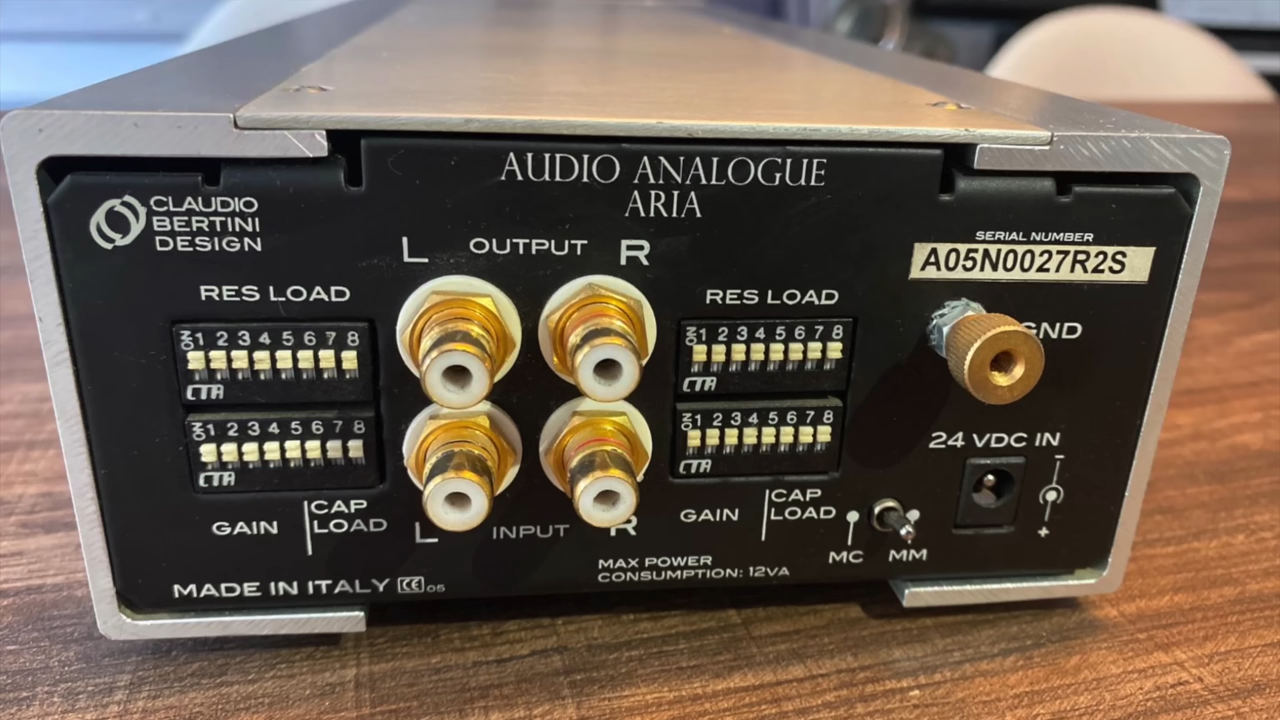 AUDIO ANALOGUE
ARIA
CLAUDIO
BERTINI
DESIGN
L OUTPUT R
SERIAL NUMBER
A05N0027R2S
RES LOAD
RES LOAD
ON 1 2 3 4 5 6 7 8
CTA
ON 1 2 3 4 5 6 7 8
CTA
GND
ON 1 2 3 4 5 6 7 8
CTA
ON 1 2 3 4 5 6 7 8
CTA
24 VDC IN
-
+
GAIN
CAP
LOAD
L INPUT R
GAIN
CAP
LOAD
MC MM
MAX POWER
CONSUMPTION: 12VA
MADE IN ITALY CE 05